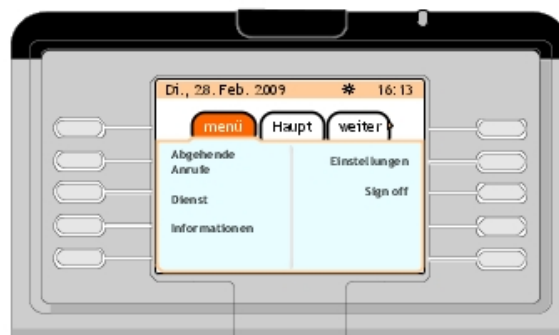 Di., 28. Feb. 2009 16:13
menü Haupt weiter
Abgehende
Anrufe
Einstellungen
Dienst
Sign off
Informationen